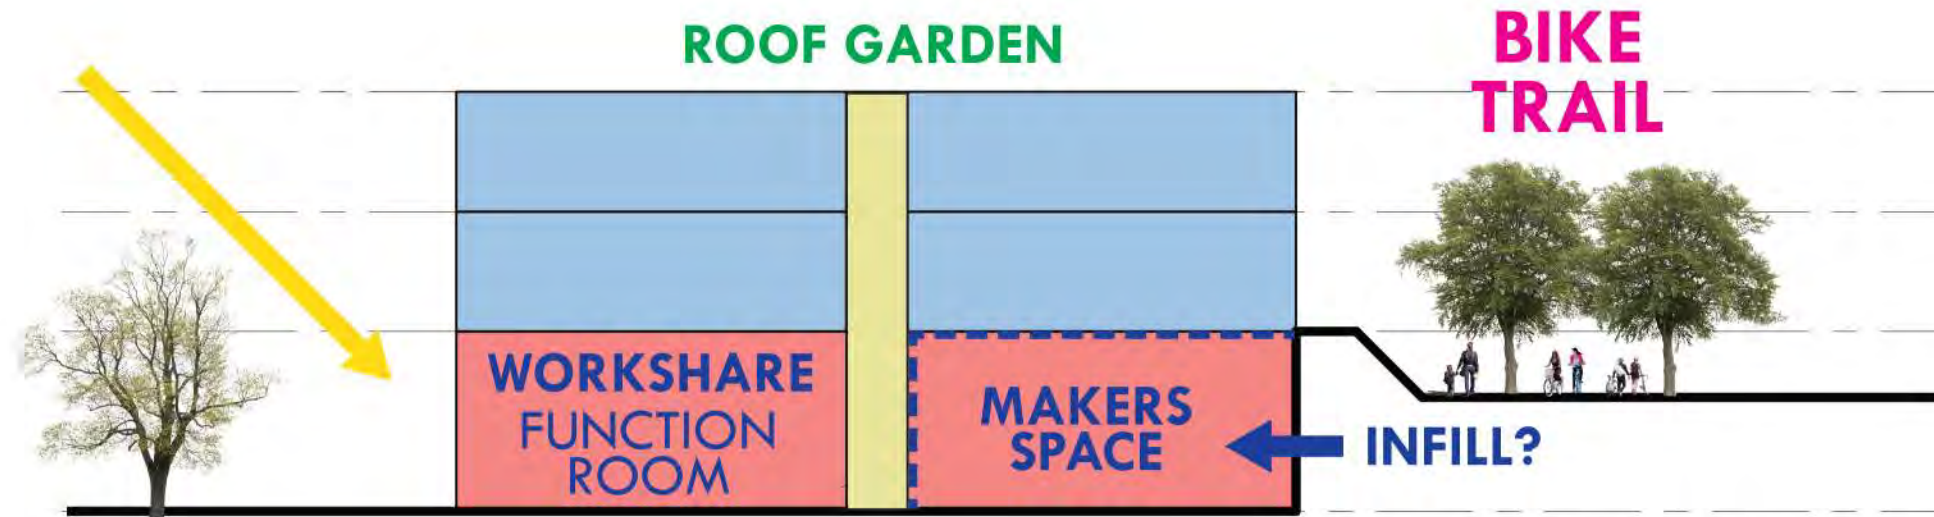 ROOF GARDEN
BIKE
TRAIL
WORKSHARE
FUNCTION
ROOM
MAKERS
SPACE
INFILL?